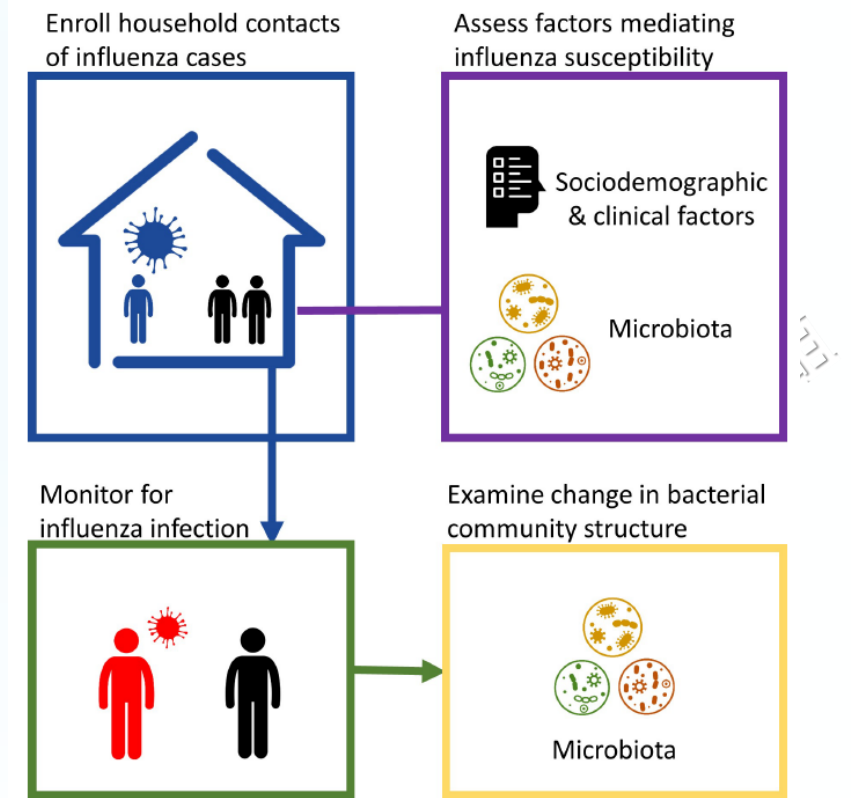 Enroll household contacts
of influenza cases
Assess factors mediating
influenza susceptibility
Sociodemographic
& clinical factors
Microbiota
Monitor for
influenza infection
Examine change in bacterial
community structure
Microbiota